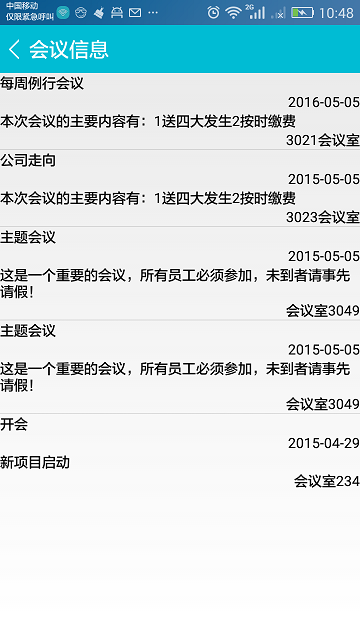 中国移动
仅限紧急呼叫
2G
10:48
会议信息
每周例行会议
2016-05-05
本次会议的主要内容有：1送四大发生2按时缴费
3021会议室
公司走向
2015-05-05
本次会议的主要内容有：1送四大发生2按时缴费
3023会议室
主题会议
2015-05-05
这是一个重要的会议，所有员工必须参加，未到者请事先
请假！
会议室3049
主题会议
2015-05-05
这是一个重要的会议，所有员工必须参加，未到者请事先
请假！
会议室3049
开会
2015-04-29
新项目启动
会议室234